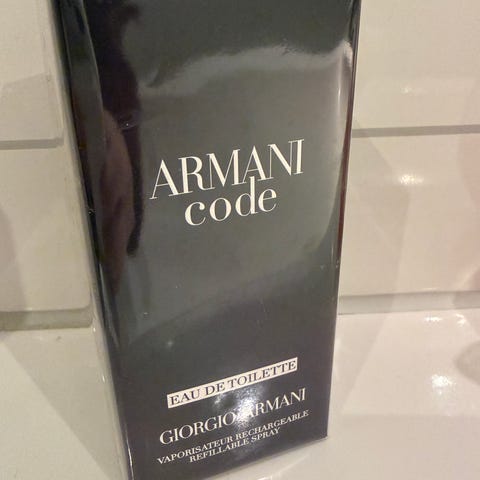 ARMANI
code
EAU DE TOILETTE
GIORGIO ARMANI
VAPORISATEUR RECHARGEABLE
REFILLABLE SPRAY